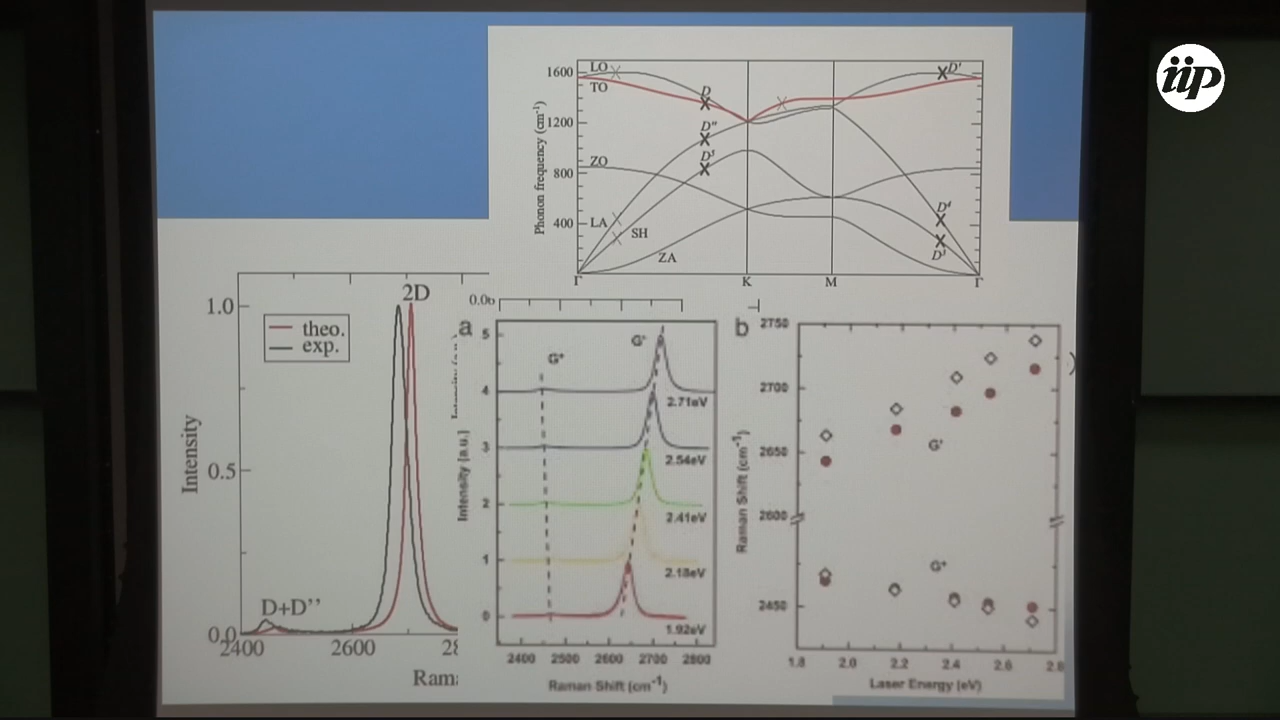 iip
1600
1200
800
400
Phonon frequency (cm⁻¹)
LO
TO
ZO
LA
SH
ZA
D
D''
D'
Γ
K
M
Γ
1.0
0.5
0.0
Intensity
2D
theo.
exp.
D+D’’
2400
2600
28
Rama
0.0b
a
5
4
3
2
1
0
Intensity (a.u.)
G*
G'
2.71eV
2.54eV
2.41eV
2.18eV
1.92eV
2400 2500 2600 2700 2800
Raman Shift (cm⁻¹)
b
2750
2700
2650
2600
2450
Raman Shift (cm⁻¹)
G'
G*
1.8 2.0 2.2 2.4 2.6 2.8
Laser Energy (eV)